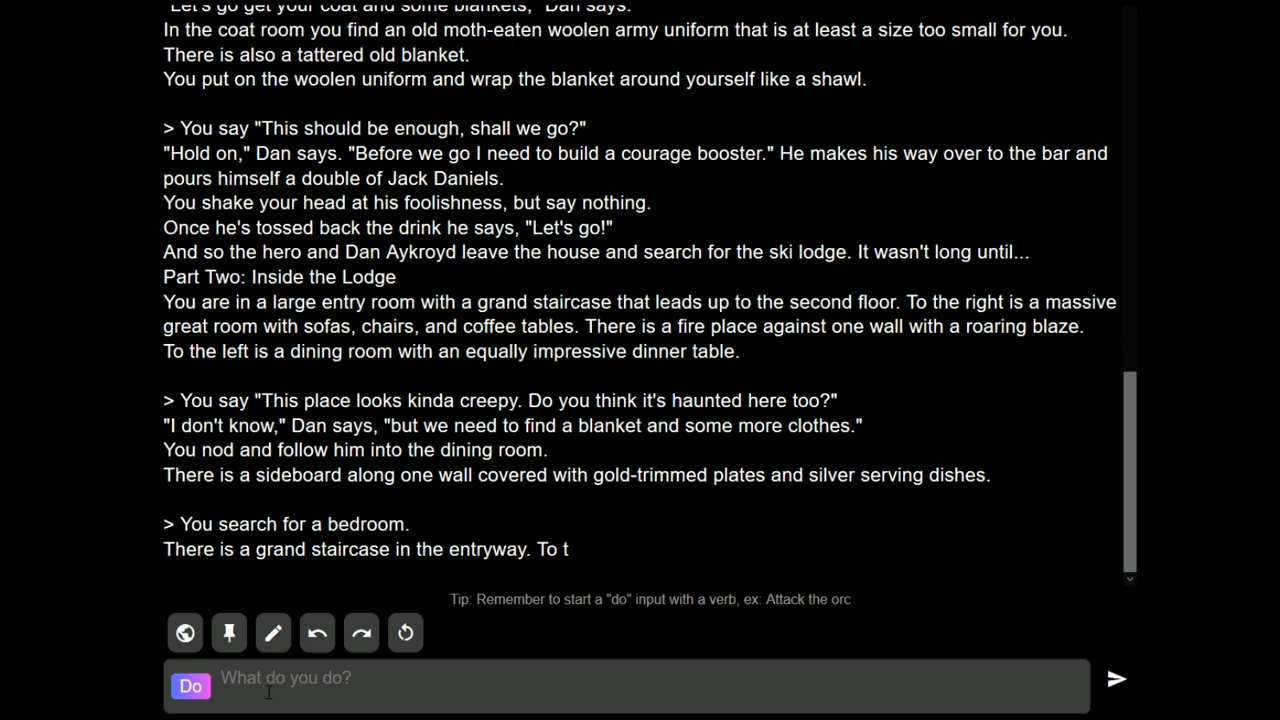 "Let's go get your coat and some blankets," Dan says.
In the coat room you find an old moth-eaten woolen army uniform that is at least a size too small for you.
There is also a tattered old blanket.
You put on the woolen uniform and wrap the blanket around yourself like a shawl.
> You say "This should be enough, shall we go?"
"Hold on," Dan says. "Before we go I need to build a courage booster." He makes his way over to the bar and
pours himself a double of Jack Daniels.
You shake your head at his foolishness, but say nothing.
Once he's tossed back the drink he says, "Let's go!"
And so the hero and Dan Aykroyd leave the house and search for the ski lodge. It wasn't long until...
Part Two: Inside the Lodge
You are in a large entry room with a grand staircase that leads up to the second floor. To the right is a massive
great room with sofas, chairs, and coffee tables. There is a fire place against one wall with a roaring blaze.
To the left is a dining room with an equally impressive dinner table.
> You say "This place looks kinda creepy. Do you think it's haunted here too?"
"I don't know," Dan says, "but we need to find a blanket and some more clothes."
You nod and follow him into the dining room.
There is a sideboard along one wall covered with gold-trimmed plates and silver serving dishes.
> You search for a bedroom.
There is a grand staircase in the entryway. To t
Tip: Remember to start a "do" input with a verb, ex: Attack the orc
Do What do you do?